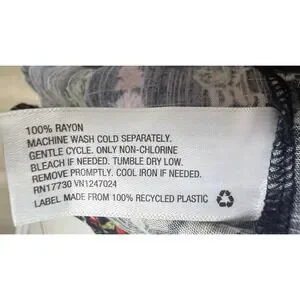 100% RAYON
MACHINE WASH COLD SEPARATELY.
GENTLE CYCLE. ONLY NON-CHLORINE
BLEACH IF NEEDED. TUMBLE DRY LOW.
REMOVE PROMPTLY. COOL IRON IF NEEDED.
RN17730 VN1247024
LABEL MADE FROM 100% RECYCLED PLASTIC